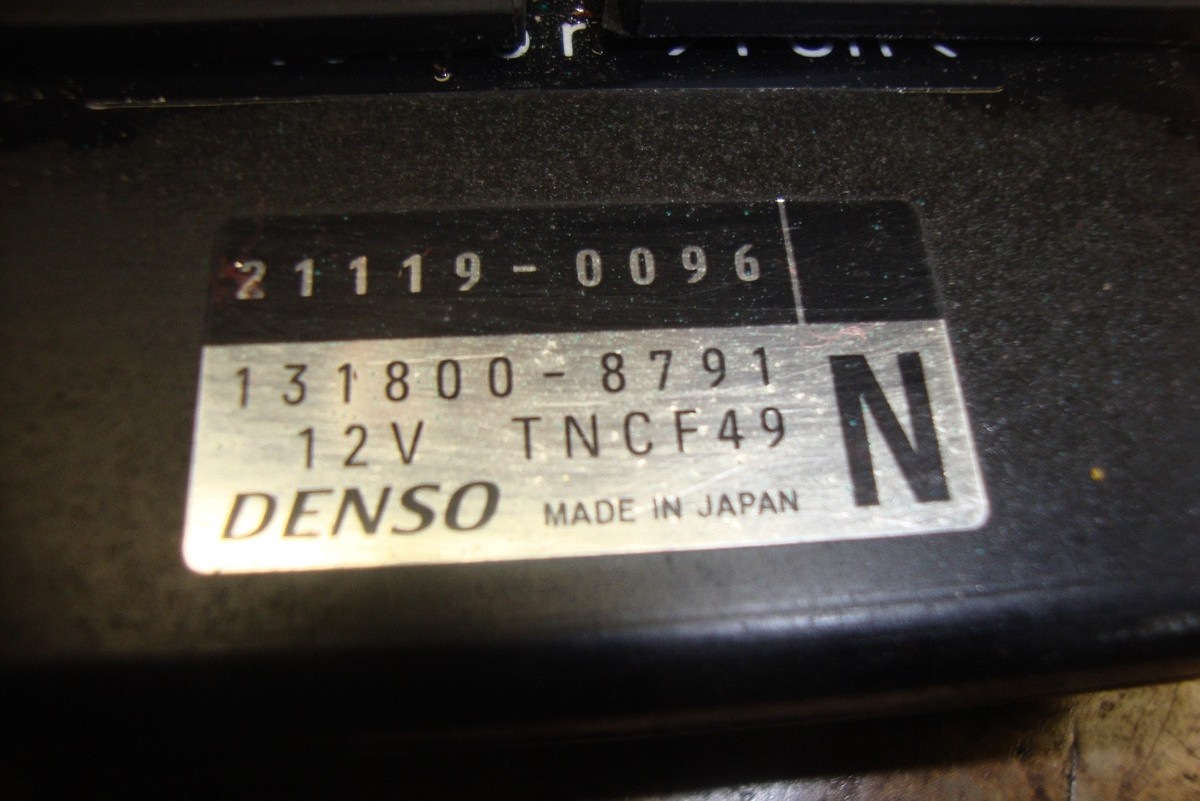 21119-0096
131800-8791
12V TNCF49
N
DENSO MADE IN JAPAN